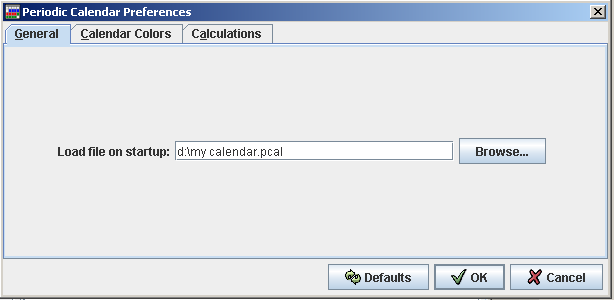 Periodic Calendar Preferences
General Calendar Colors Calculations
Load file on startup: d:\my calendar.pcal Browse...
Defaults OK Cancel